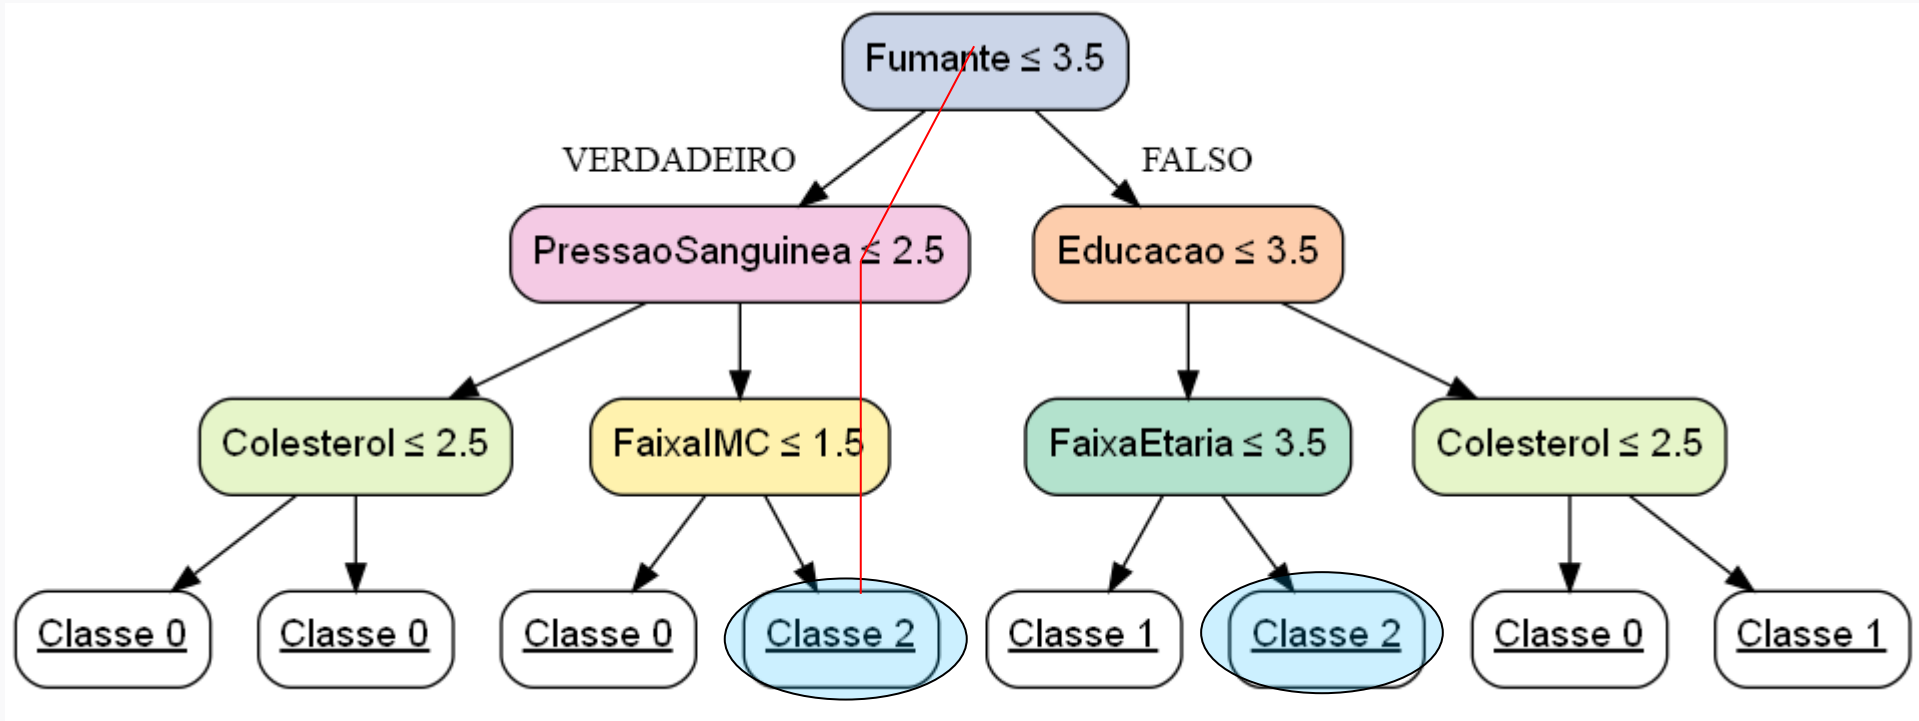 Fumante ≤ 3.5
VERDADEIRO
FALSO
PressaoSanguinea ≤ 2.5
Educacao ≤ 3.5
Colesterol ≤ 2.5
FaixaIMC ≤ 1.5
FaixaEtaria ≤ 3.5
Colesterol ≤ 2.5
Classe 0
Classe 0
Classe 0
Classe 2
Classe 1
Classe 2
Classe 0
Classe 1